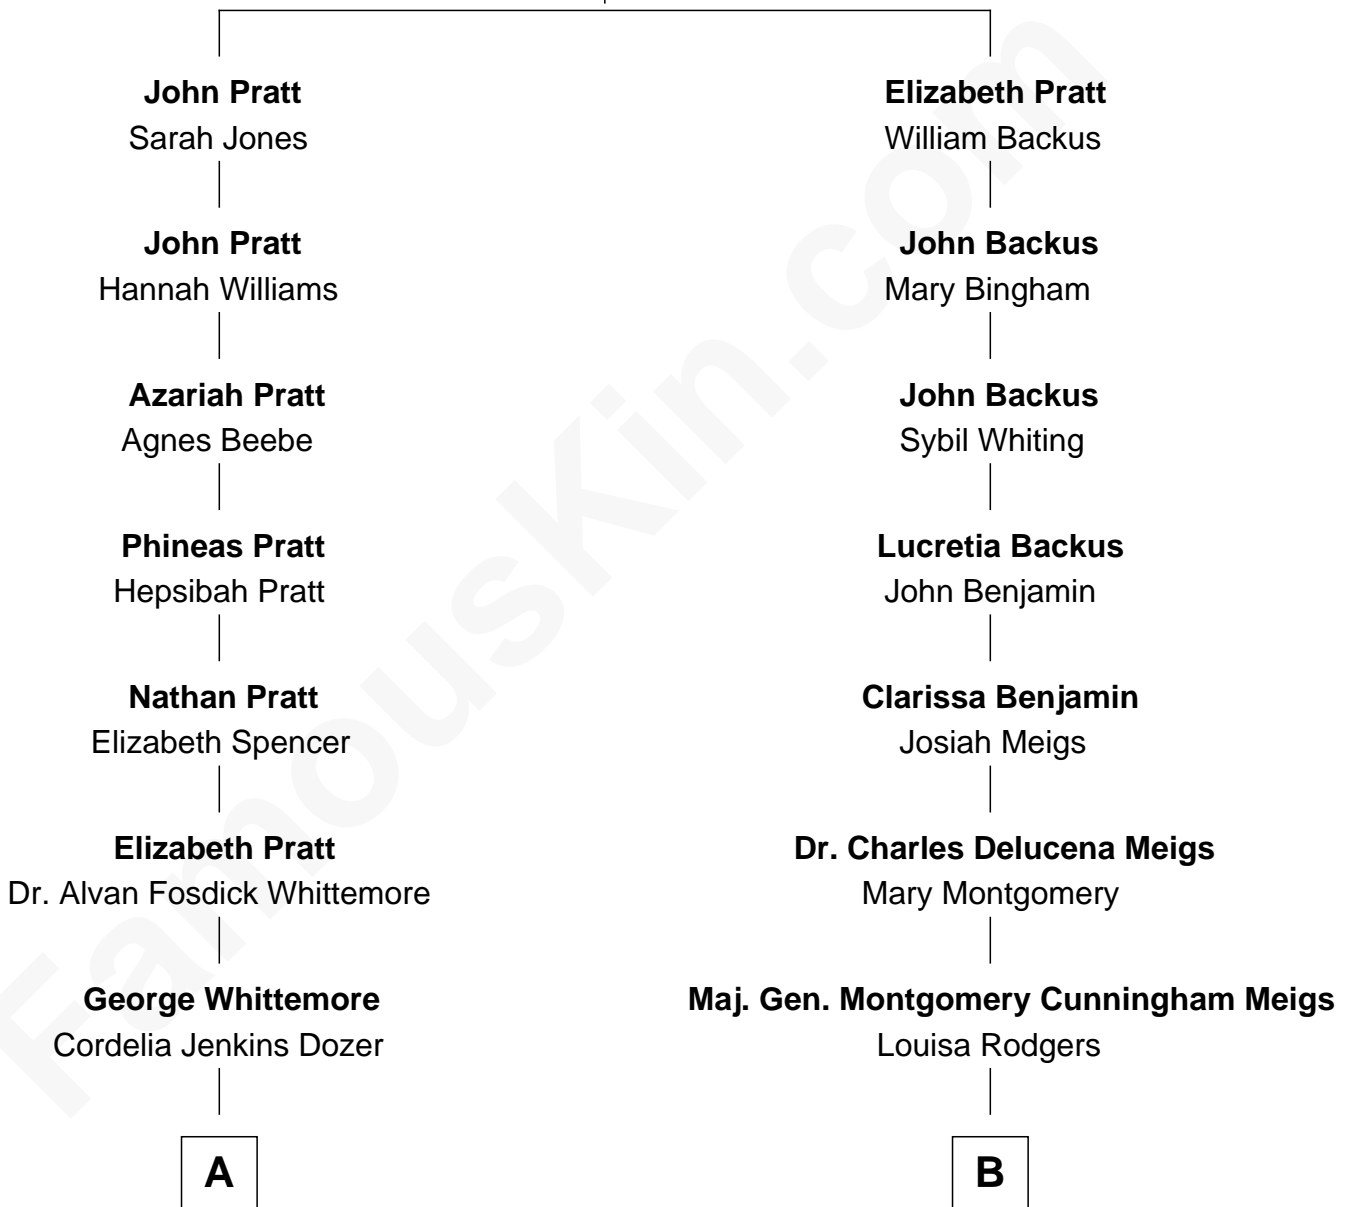 John Pratt
Sarah Jones
Elizabeth Pratt
William Backus
John Pratt
Hannah Williams
John Backus
Mary Bingham
Azariah Pratt
Agnes Beebe
John Backus
Sybil Whiting
Phineas Pratt
Hepsibah Pratt
Lucretia Backus
John Benjamin
Nathan Pratt
Elizabeth Spencer
Clarissa Benjamin
Josiah Meigs
Elizabeth Pratt
Dr. Alvan Fosdick Whittemore
Dr. Charles Delucena Meigs
Mary Montgomery
George Whittemore
Cordelia Jenkins Dozer
Maj. Gen. Montgomery Cunningham Meigs
Louisa Rodgers
A
B
FamousKin.com